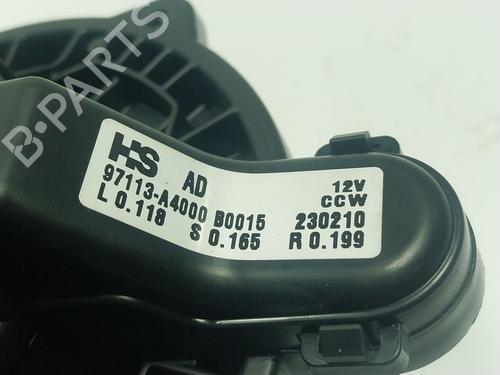 B-PARTS
HS AD 12V
97113-A4000 B0015 CCW
L 0.118 S 0.165 230210
R 0.199